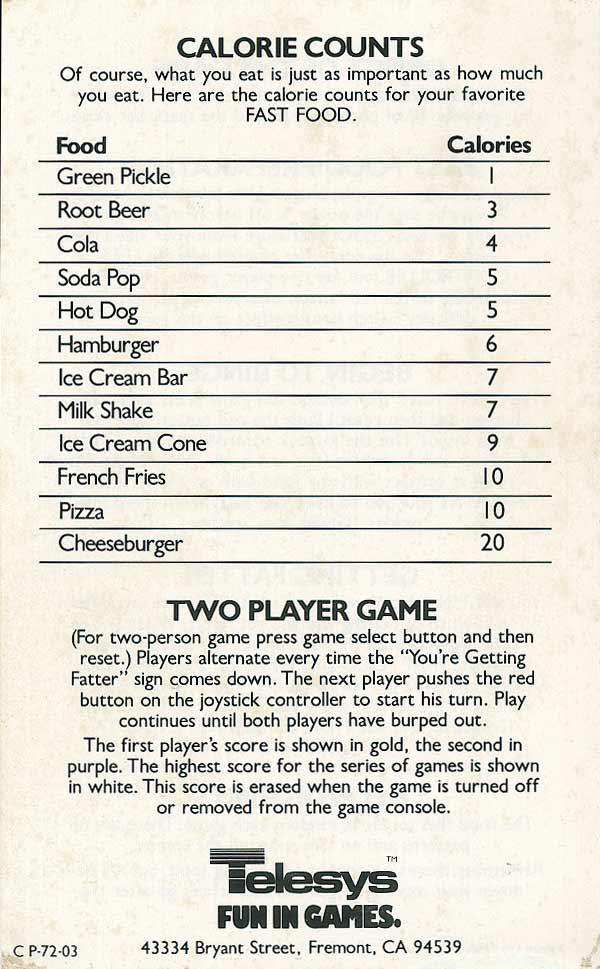 CALORIE COUNTS
Of course, what you eat is just as important as how much
you eat. Here are the calorie counts for your favorite
FAST FOOD.
Food Calories
Green Pickle 1
Root Beer 3
Cola 4
Soda Pop 5
Hot Dog 5
Hamburger 6
Ice Cream Bar 7
Milk Shake 7
Ice Cream Cone 9
French Fries 10
Pizza 10
Cheeseburger 20
TWO PLAYER GAME
(For two-person game press game select button and then
reset.) Players alternate every time the "You're Getting
Fatter" sign comes down. The next player pushes the red
button on the joystick controller to start his turn. Play
continues until both players have burped out.
The first player's score is shown in gold, the second in
purple. The highest score for the series of games is shown
in white. This score is erased when the game is turned off
or removed from the game console.
Telesys™
FUN IN GAMES.
C P-72-03 43334 Bryant Street, Fremont, CA 94539